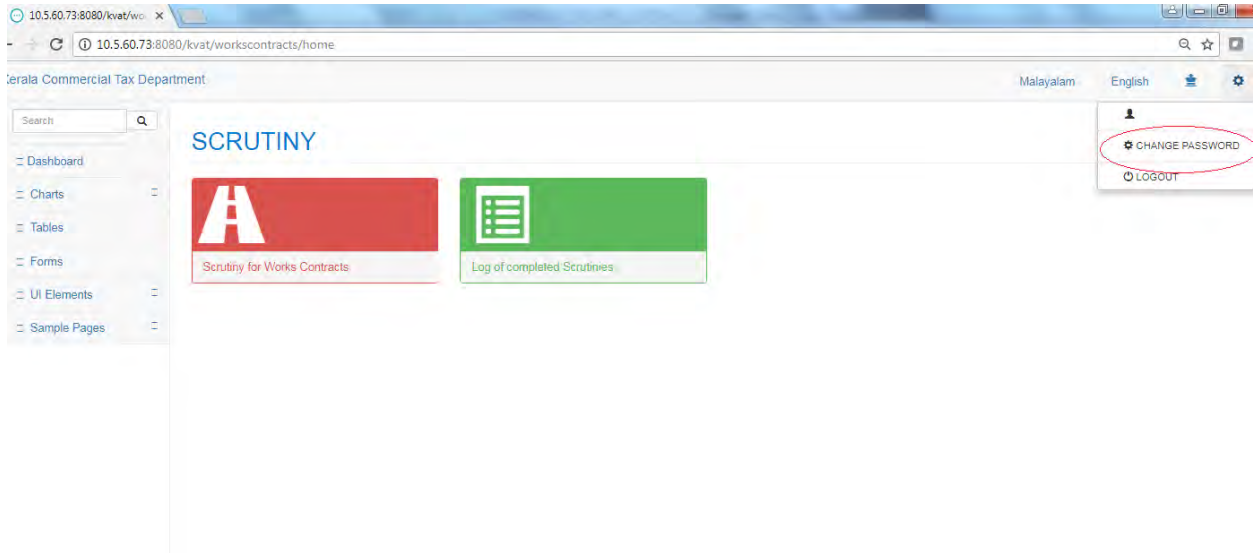 10.5.60.73:8080/kvat/wo
10.5.60.73:8080/kvat/workscontracts/home
Kerala Commercial Tax Department
Malayalam
English
Search
CHANGE PASSWORD
LOGOUT
SCRUTINY
Dashboard
Charts
Tables
Forms
UI Elements
Sample Pages
Scrutiny for Works Contracts
Log of completed Scrutinies